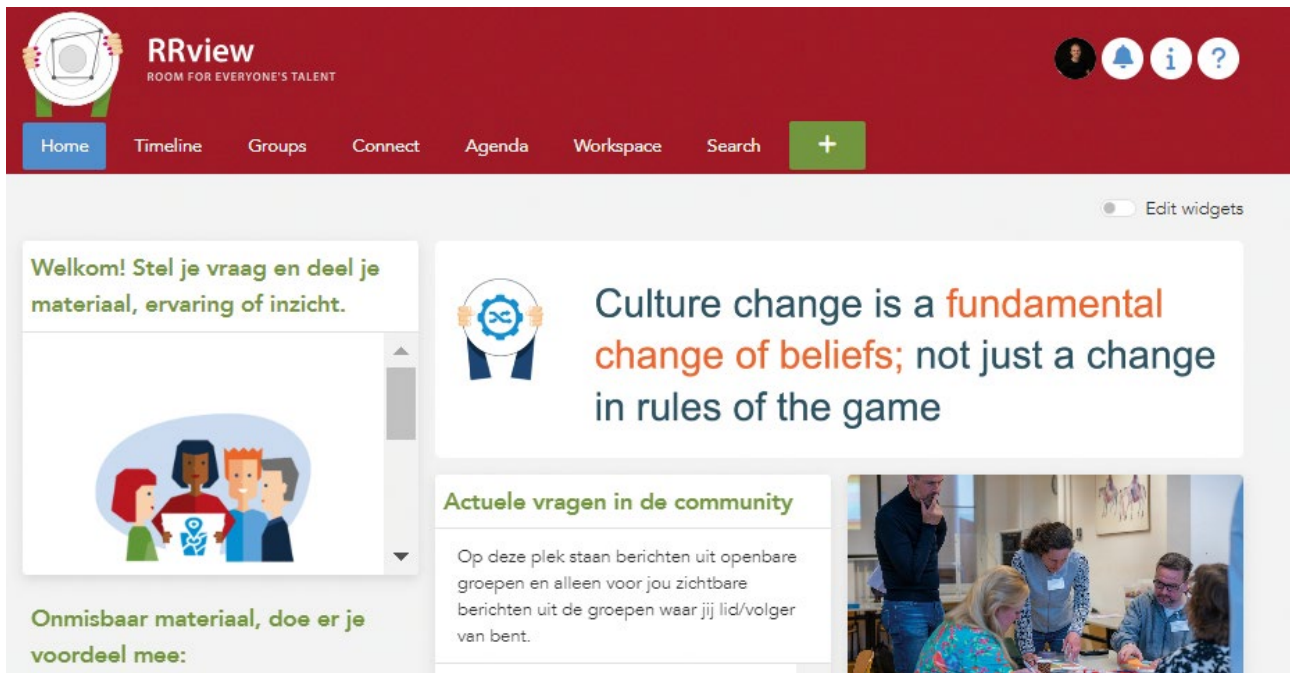 RRview
ROOM FOR EVERYONE'S TALENT
Home
Timeline
Groups
Connect
Agenda
Workspace
Search
+
Edit widgets
Welkom! Stel je vraag en deel je
materiaal, ervaring of inzicht.
Culture change is a fundamental
change of beliefs; not just a change
in rules of the game
Actuele vragen in de community
Op deze plek staan berichten uit openbare
groepen en alleen voor jou zichtbare
berichten uit de groepen waar jij lid/volger
van bent.
Onmisbaar materiaal, doe er je
voordeel mee: